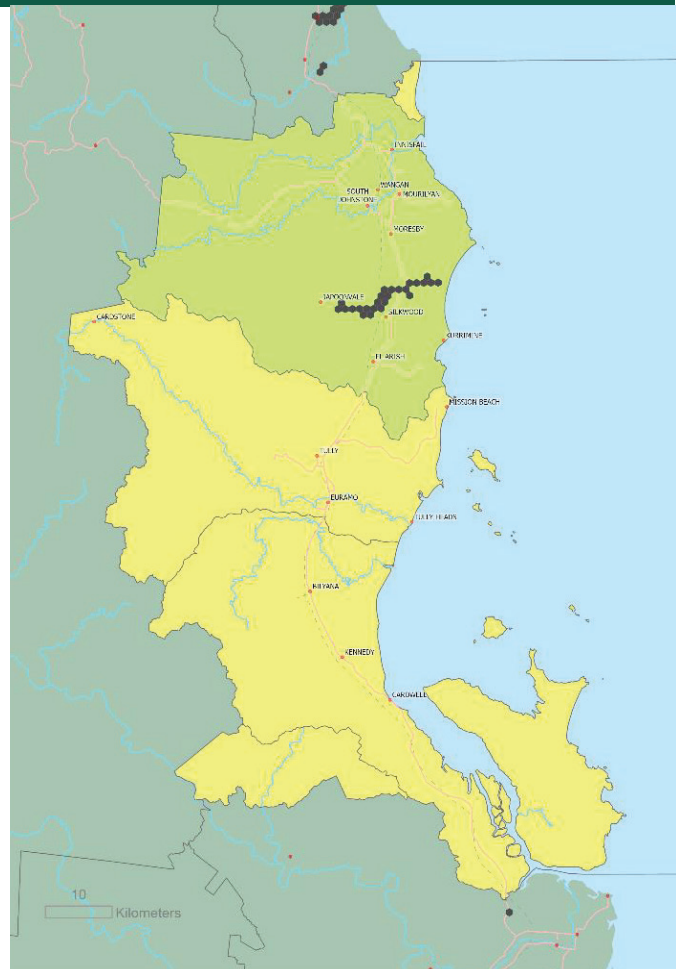 INNISFAIL
WANGAN
SOUTH
JOHNSTONE
MOURILYAN
MORESBY
JAPOONVALE
SILKWOOD
CARDSTONE
KURRIMINE
EL ARISH
MISSION BEACH
TULLY
EURAMO
TULLY HEADS
BILYANA
KENNEDY
CARDWELL
10
Kilometers